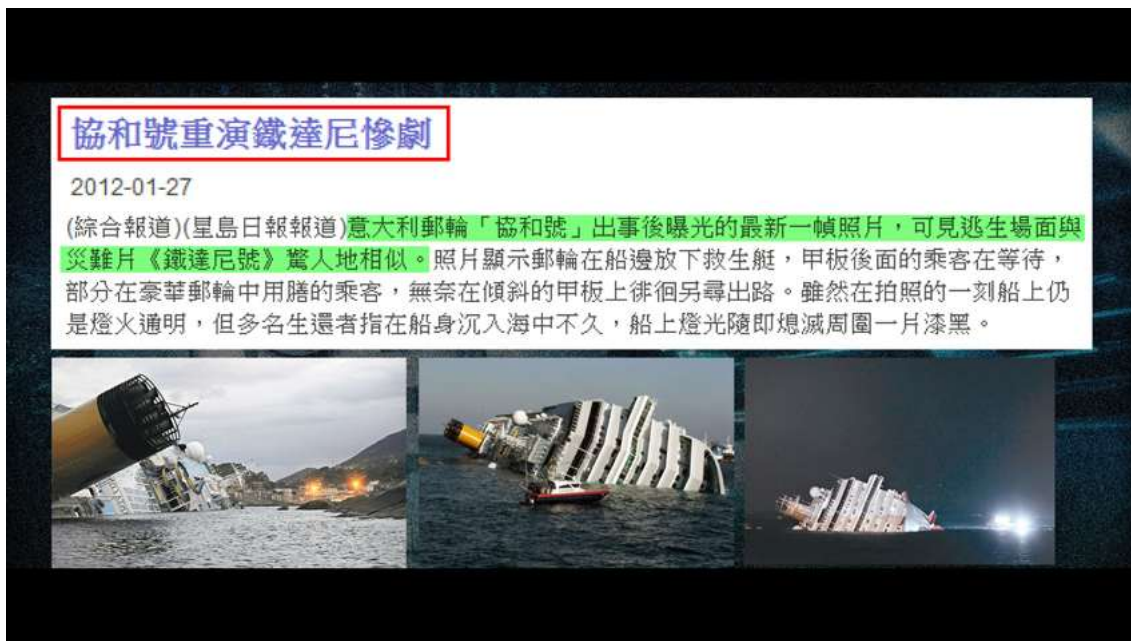 協和號重演鐵達尼慘劇
2012-01-27
(綜合報道)(星島日報報道)意大利郵輪「協和號」出事後曝光的最新一幀照片，可見逃生場面與
災難片《鐵達尼號》驚人地相似。照片顯示郵輪在船邊放下救生艇，甲板後面的乘客在等待，
部分在豪華郵輪中用膳的乘客，無奈在傾斜的甲板上徘徊另尋出路。雖然在拍照的一刻船上仍
是燈火通明，但多名生還者指在船身沉入海中不久，船上燈光隨即熄滅周圍一片漆黑。